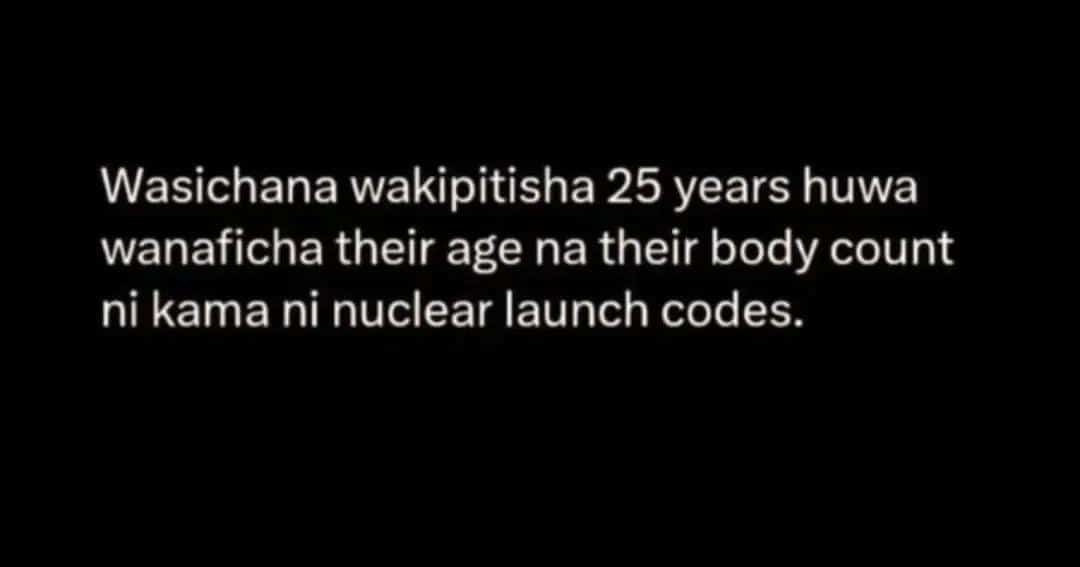 Wasichana wakipitisha 25 years huwa
wanaficha their age na their body count
ni kama ni nuclear launch codes.